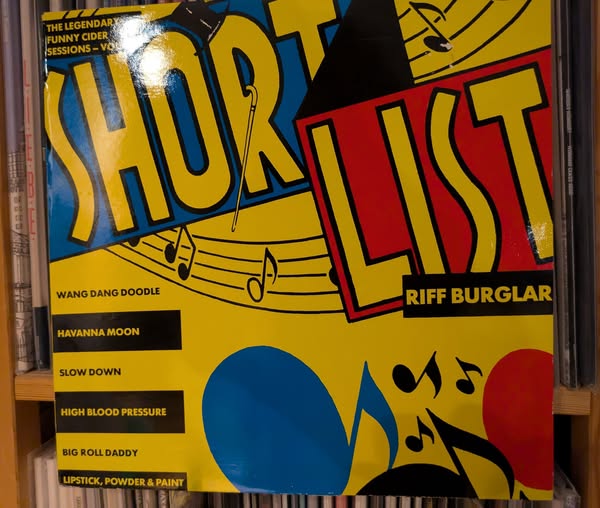 THE LEGENDARY
FUNNY CIDER
SESSIONS – VOL
SHORT
LIST
RIFF BURGLAR
WANG DANG DOODLE
HAVANNA MOON
SLOW DOWN
HIGH BLOOD PRESSURE
BIG ROLL DADDY
LIPSTICK, POWDER & PAINT